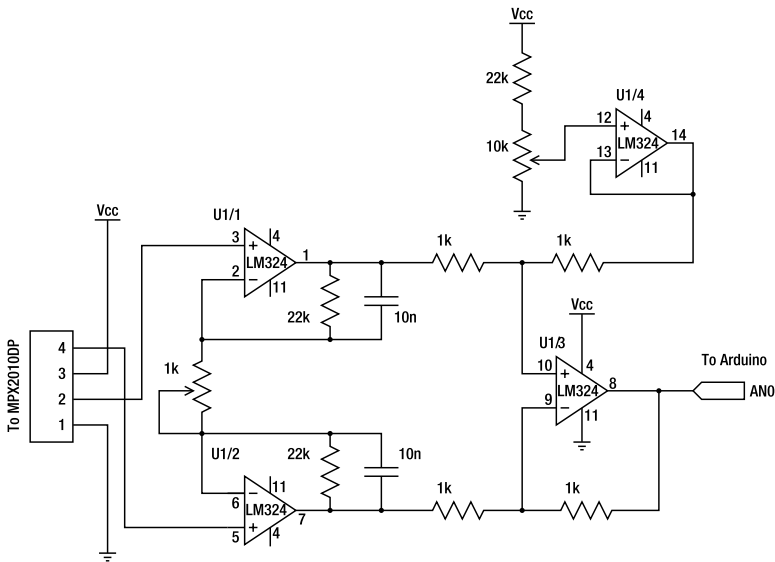 Vcc
22k
U1/4
12
4
+
14
10k
LM324
13
−
11
Vcc
U1/1
3
4
+
1
1k
1k
LM324
2
−
11
22k
10n
Vcc
U1/3
To MPX2010DP
4
3
2
1
1k
10
4
+
To Arduino
8
LM324
AN0
9
−
11
U1/2
22k
10n
11
−
6
LM324
7
+
5
4
1k
1k